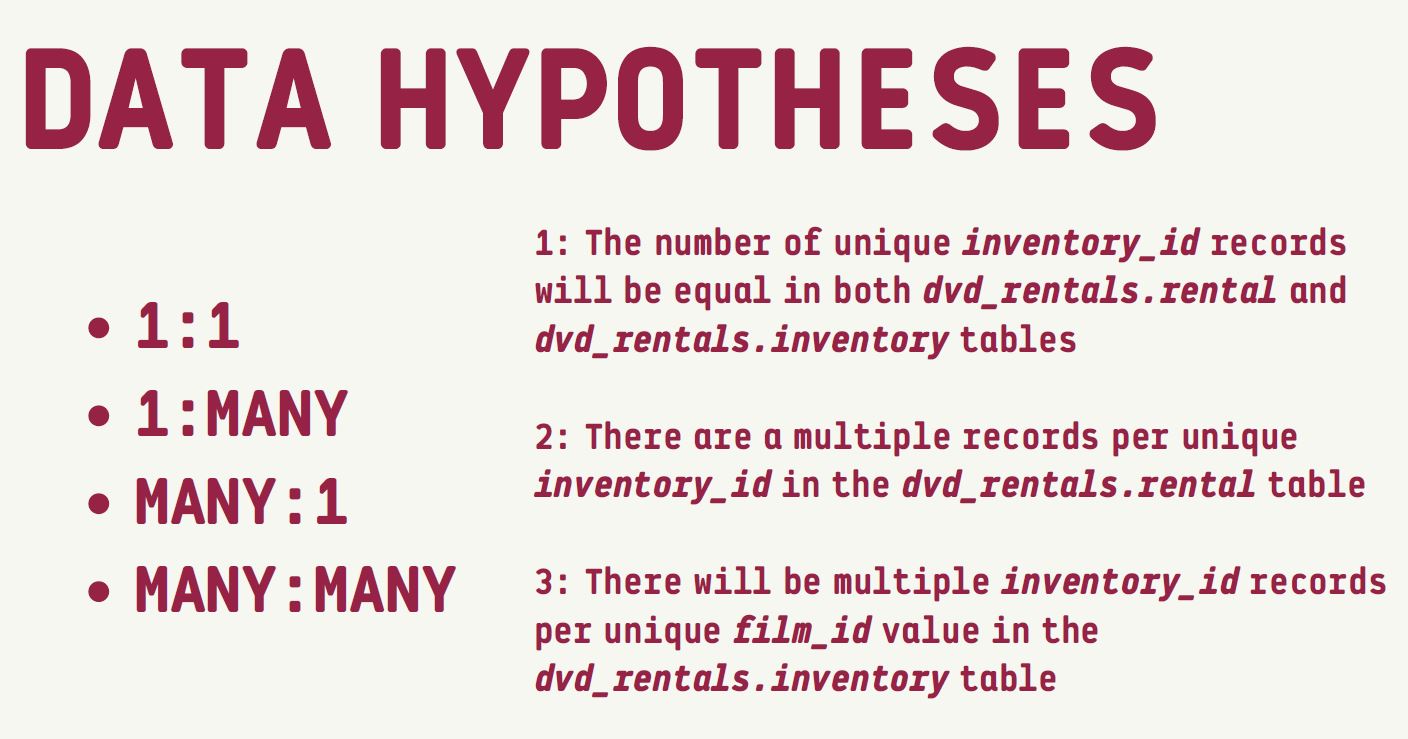 DATA HYPOTHESES
• 1:1
• 1:MANY
• MANY:1
• MANY:MANY
1: The number of unique inventory_id records
will be equal in both dvd_rentals.rental and
dvd_rentals.inventory tables
2: There are a multiple records per unique
inventory_id in the dvd_rentals.rental table
3: There will be multiple inventory_id records
per unique film_id value in the
dvd_rentals.inventory table